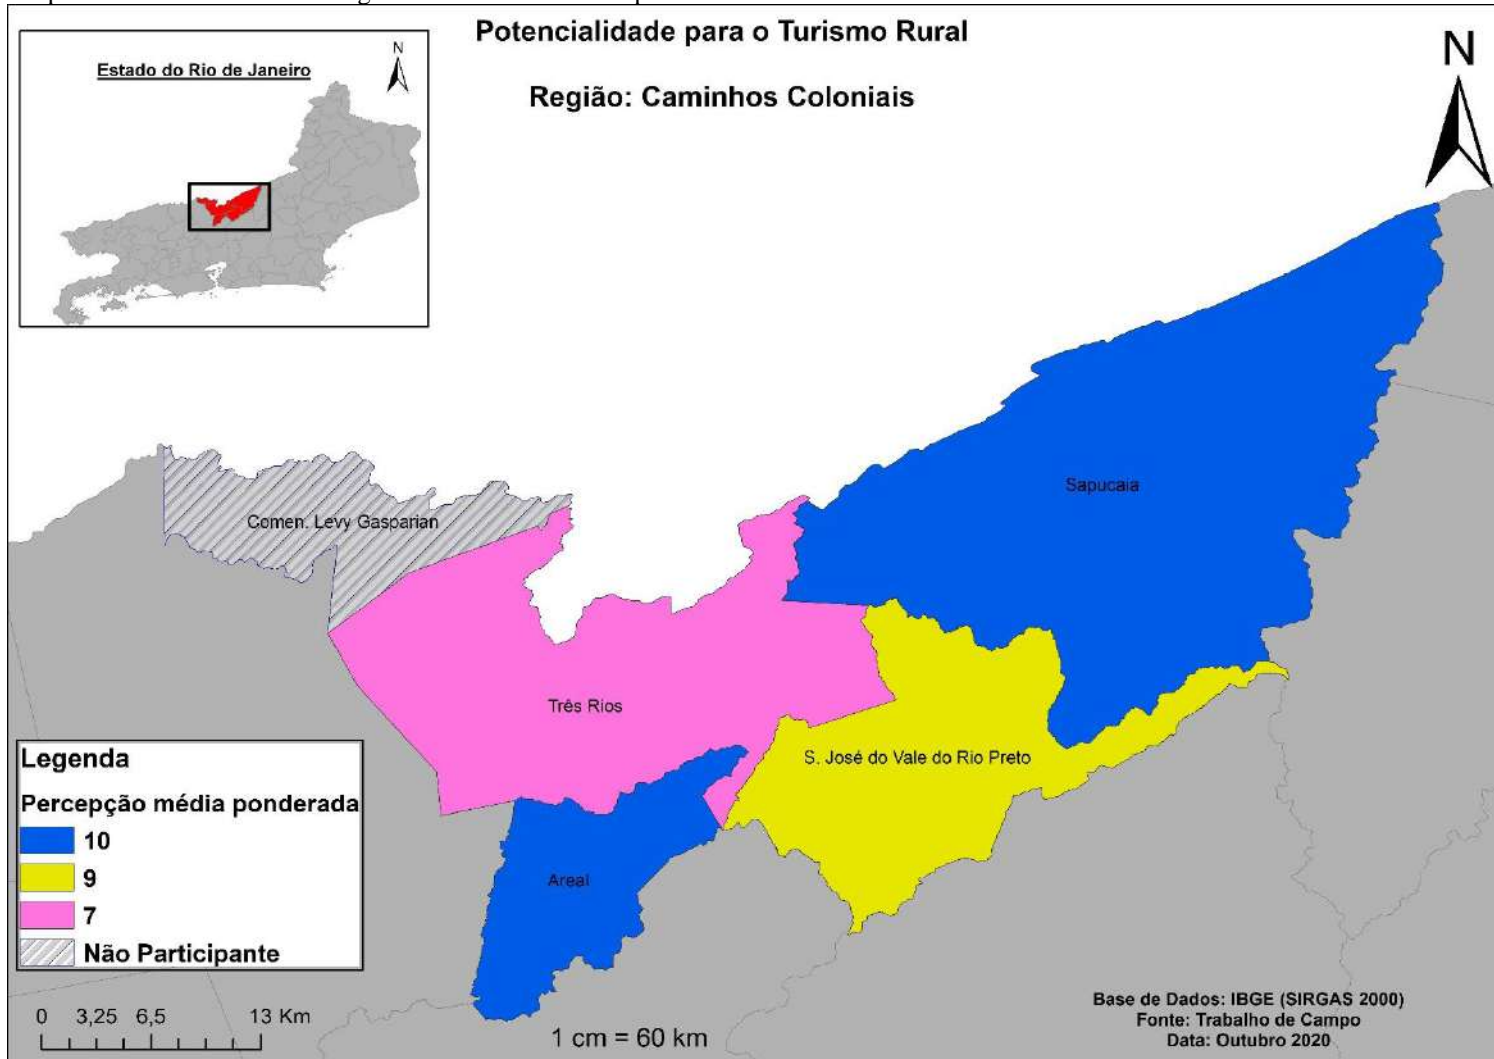 Potencialidade para o Turismo Rural
Região: Caminhos Coloniais
Estado do Rio de Janeiro
N
N
Sapucaia
Comen. Levy Gasparian
Três Rios
S. José do Vale do Rio Preto
Areal
Legenda
Percepção média ponderada
10
9
7
Não Participante
0 3,25 6,5 13 Km
1 cm = 60 km
Base de Dados: IBGE (SIRGAS 2000)
Fonte: Trabalho de Campo
Data: Outubro 2020